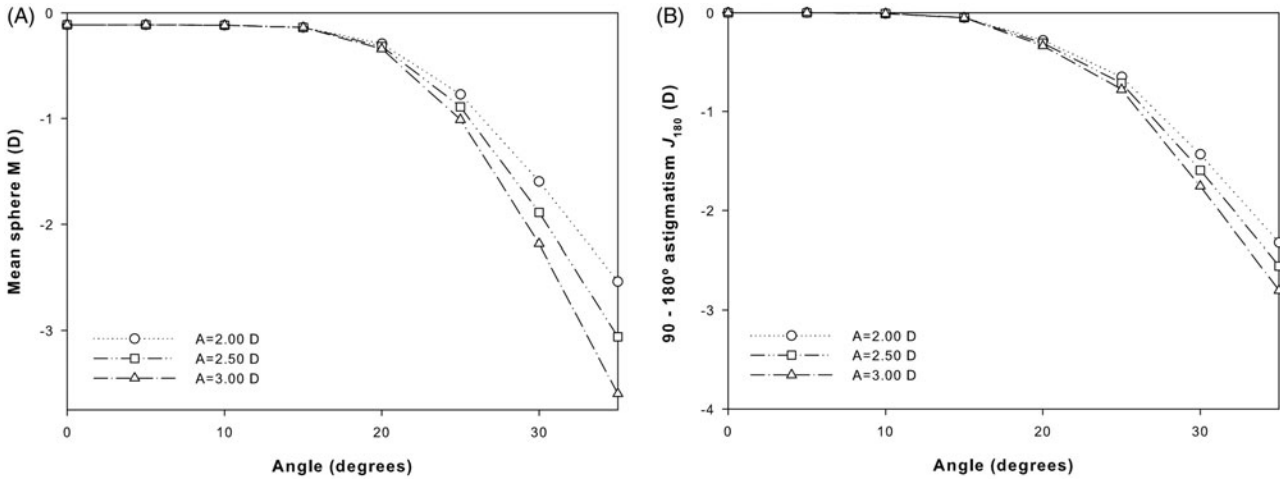 (A)
0
-1
-2
-3
Mean sphere M (D)
A=2.00 D
A=2.50 D
A=3.00 D
0
10
20
30
Angle (degrees)
(B)
0
-1
-2
-3
-4
90 - 180° astigmatism J180 (D)
A=2.00 D
A=2.50 D
A=3.00 D
0
10
20
30
Angle (degrees)